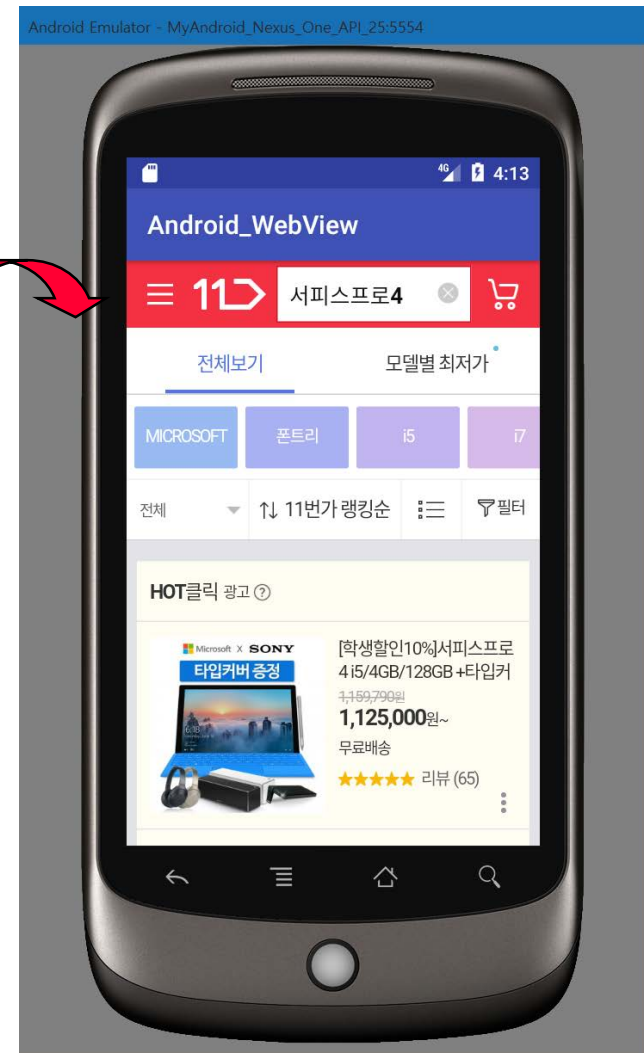 Android Emulator - MyAndroid_Nexus_One_API_25:5554
4G 4:13
Android_WebView
11 서피스프로4
전체보기 모델별 최저가
MICROSOFT 폰트리 i5 i7
전체 11번가 랭킹순 필터
HOT클릭 광고 ?
Microsoft X SONY
타입커버 증정
[학생할인10%]서피스프로
4 i5/4GB/128GB +타입커
1,159,790원
1,125,000원~
무료배송
리뷰 (65)